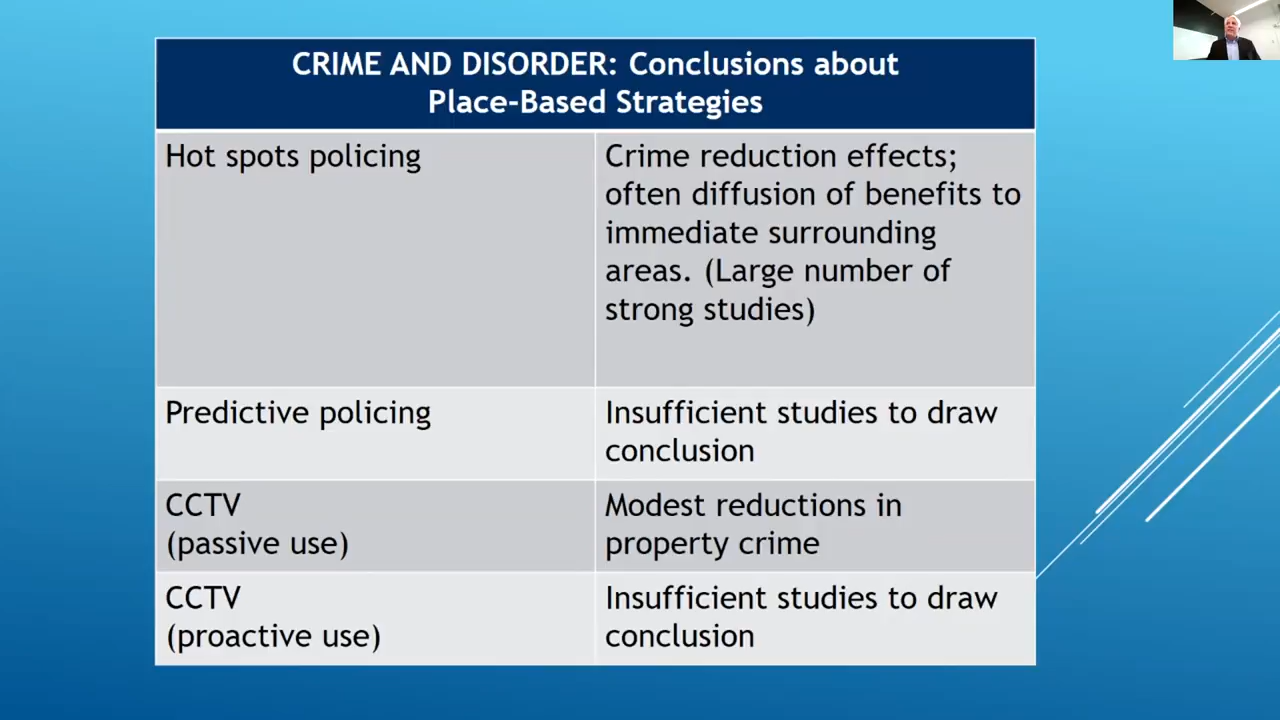 CRIME AND DISORDER: Conclusions about
Place-Based Strategies
Hot spots policing
Crime reduction effects;
often diffusion of benefits to
immediate surrounding
areas. (Large number of
strong studies)
Predictive policing
Insufficient studies to draw
conclusion
CCTV
(passive use)
Modest reductions in
property crime
CCTV
(proactive use)
Insufficient studies to draw
conclusion